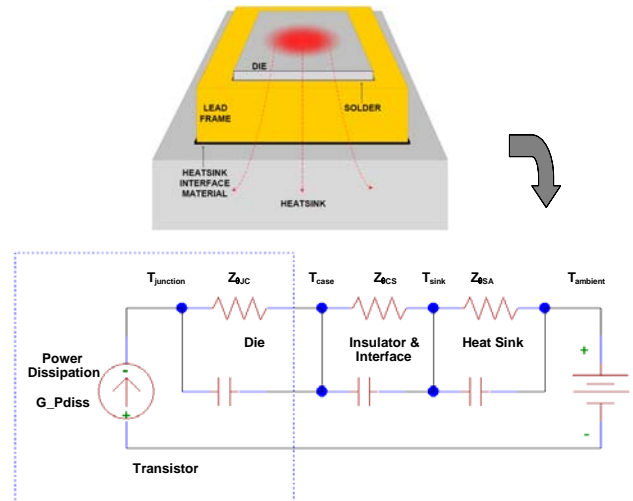 DIE
SOLDER
LEAD
FRAME
HEATSINK
INTERFACE
MATERIAL
HEATSINK
Tjunction
ZθJC
Tcase
ZθCS
Tsink
ZθSA
Tambient
Die
Insulator &
Interface
Heat Sink
Power
Dissipation
G_Pdiss
-
+
+
-
Transistor